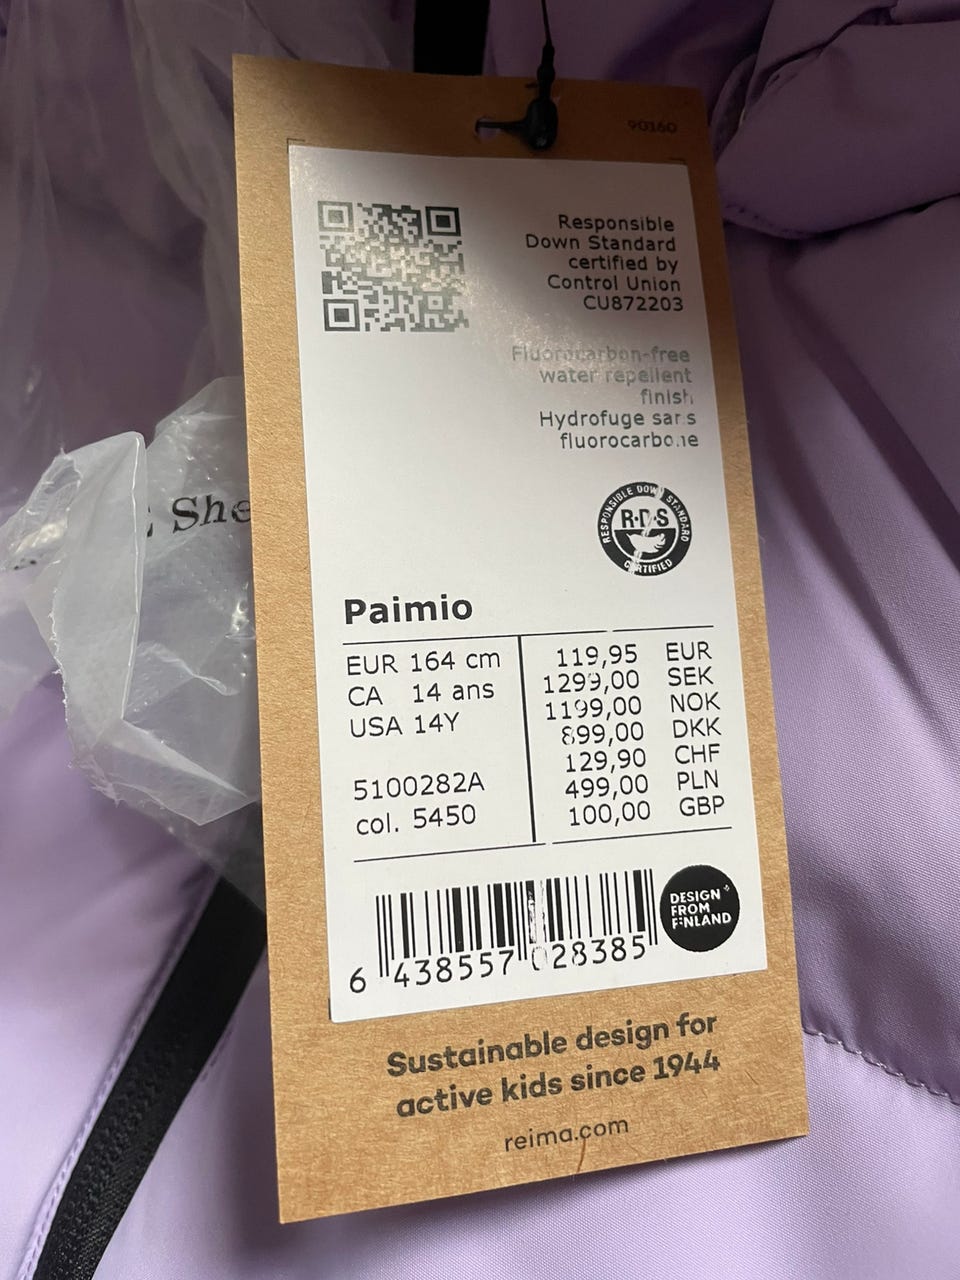 90160
Responsible
Down Standard
certified by
Control Union
CU872203
Fluorocarbon-free
water repellent
finish
Hydrofuge sans
fluorocarbone
RESPONSIBLE DOWN STANDARD
R·D·S
CERTIFIED
She
Paimio
EUR 164 cm
CA 14 ans
USA 14Y
5100282A
col. 5450
119,95 EUR
1299,00 SEK
1199,00 NOK
899,00 DKK
129,90 CHF
499,00 PLN
100,00 GBP
DESIGN
FROM
FINLAND
6 438557 028385
Sustainable design for
active kids since 1944
reima.com